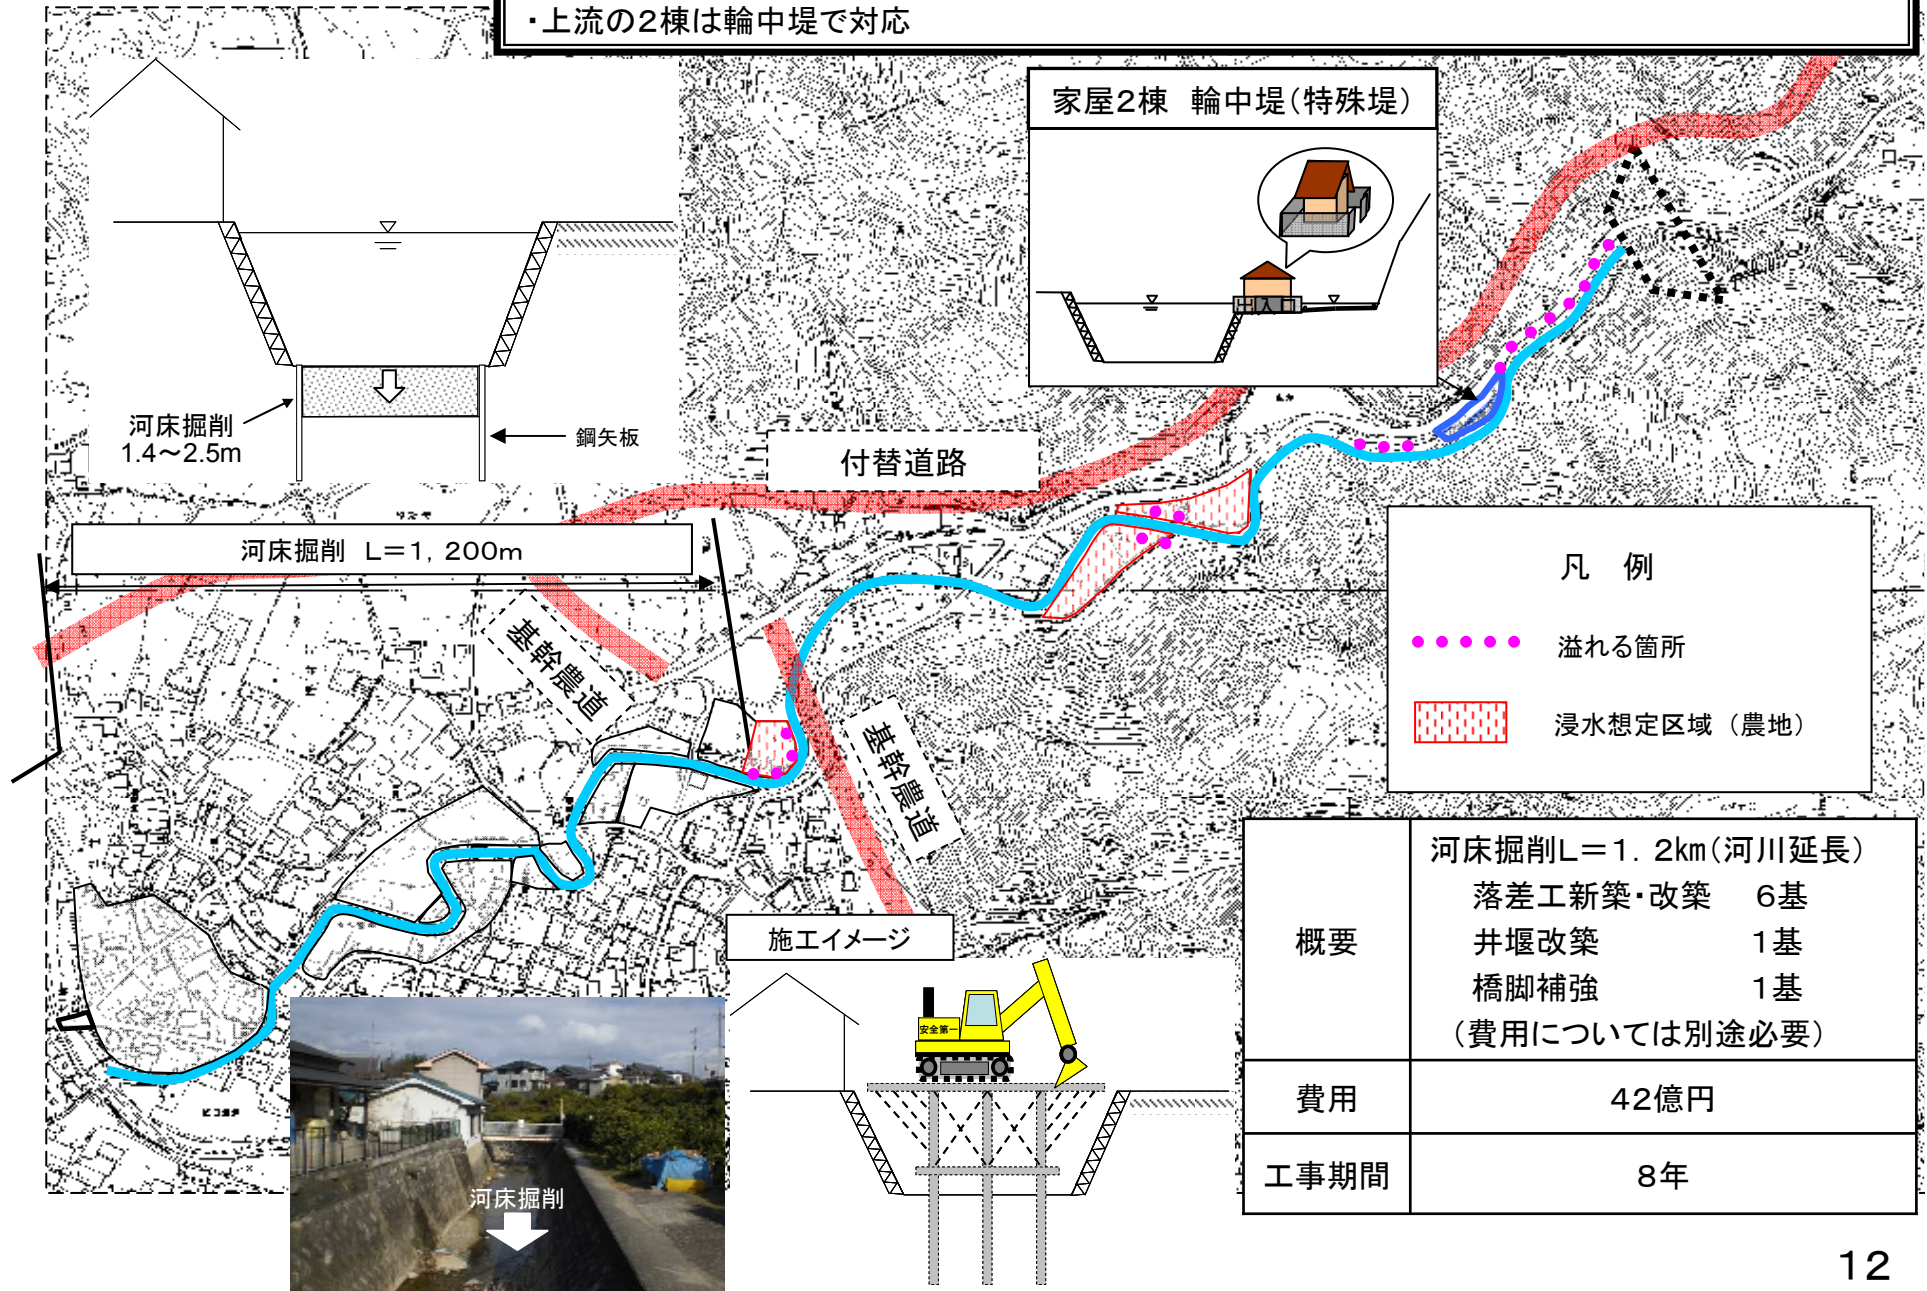 ・上流の2棟は輪中堤で対応
家屋2棟　輪中堤(特殊堤)
河床掘削
1.4～2.5m
鋼矢板
付替道路
河床掘削　L＝1，200m
基幹農道
基幹農道
凡　例
溢れる箇所
浸水想定区域（農地）
施工イメージ
安全第一
河床掘削
概要
河床掘削L＝1．2km(河川延長)
落差工新築・改築　6基
井堰改築　1基
橋脚補強　1基
(費用については別途必要)
費用　42億円
工事期間　8年
12